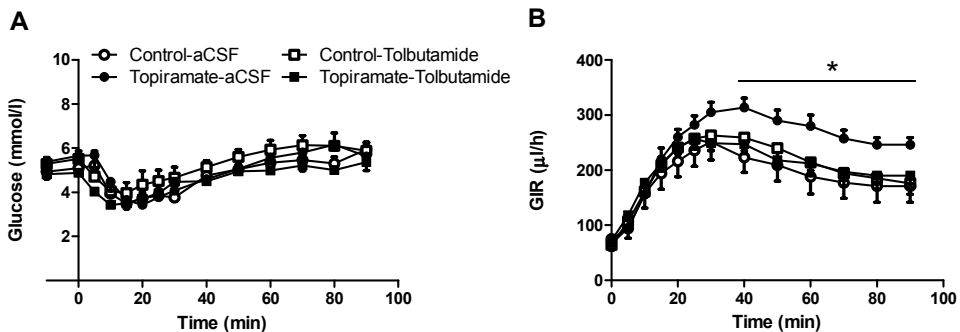 A
Control-aCSF
Control-Tolbutamide
Topiramate-aCSF
Topiramate-Tolbutamide
Glucose (mmol/l)
10
8
6
4
2
0
20
40
60
80
100
Time (min)
B
*
GIR (µl/h)
400
300
200
100
0
0
20
40
60
80
100
Time (min)